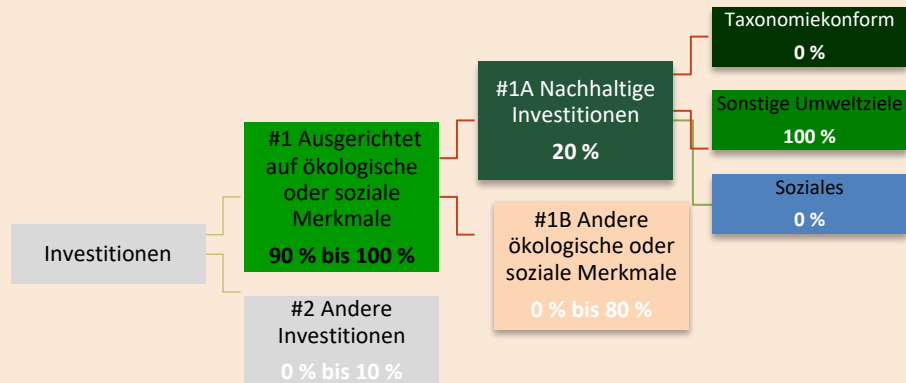 Investitionen
#1 Ausgerichtet
auf ökologische
oder soziale
Merkmale
90 % bis 100 %
#2 Andere
Investitionen
0 % bis 10 %
#1A Nachhaltige
Investitionen
20 %
#1B Andere
ökologische oder
soziale Merkmale
0 % bis 80 %
Taxonomiekonform
0 %
Sonstige Umweltziele
100 %
Soziales
0 %